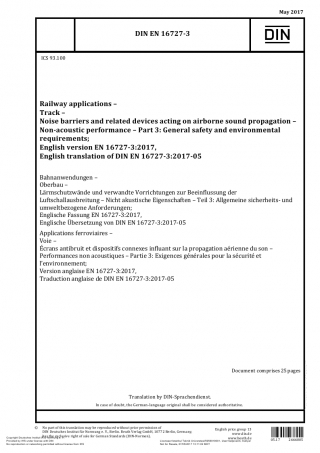 May 2017
DIN EN 16727-3
DIN
ICS 93.100
Railway applications –
Track –
Noise barriers and related devices acting on airborne sound propagation –
Non-acoustic performance – Part 3: General safety and environmental
requirements;
English version EN 16727-3:2017,
English translation of DIN EN 16727-3:2017-05
Bahnanwendungen –
Oberbau –
Lärmschutzwände und verwandte Vorrichtungen zur Beeinflussung der
Luftschallausbreitung – Nicht akustische Eigenschaften – Teil 3: Allgemeine sicherheits- und
umweltbezogene Anforderungen;
Englische Fassung EN 16727-3:2017,
Englische Übersetzung von DIN EN 16727-3:2017-05
Applications ferroviaires –
Voie –
Écrans antibruit et dispositifs connexes influant sur la propagation aérienne du son –
Performances non acoustiques – Partie 3: Exigences générales pour la sécurité et
l'environnement;
Version anglaise EN 16727-3:2017,
Traduction anglaise de DIN EN 16727-3:2017-05
Document comprises 25 pages
Translation by DIN-Sprachendienst.
In case of doubt, the German-language original shall be considered authoritative.
No part of this translation may be reproduced without prior permission of
DIN Deutsches Institut für Normung e. V., Berlin. Beuth Verlag GmbH, 10772 Berlin, Germany,
has the exclusive right of sale for German Standards (DIN-Normen).
English price group 13
www.din.de
www.beuth.de